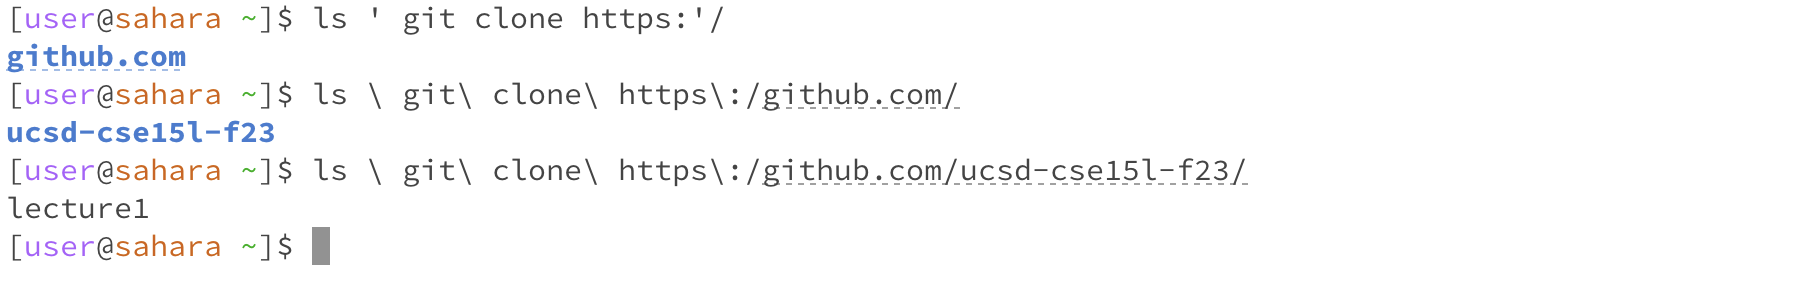 [user@sahara ~]$ ls ' git clone https:'/
github.com
[user@sahara ~]$ ls \ git\ clone\ https\:/github.com/
ucsd-cse15l-f23
[user@sahara ~]$ ls \ git\ clone\ https\:/github.com/ucsd-cse15l-f23/
lecture1
[user@sahara ~]$